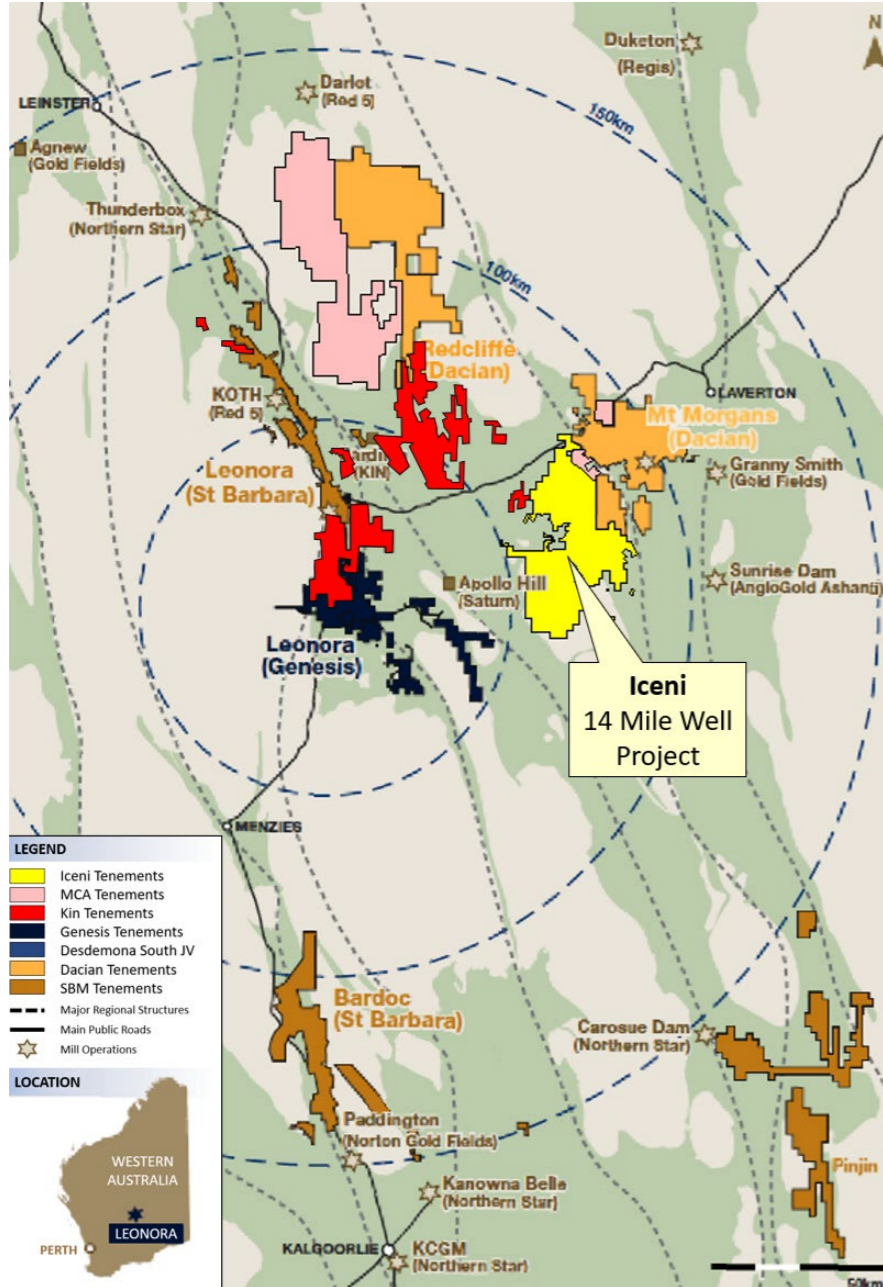 N
Duketon
(Regis)
Darlot
(Red 5)
LEINSTER
150km
Agnew
(Gold Fields)
Thunderbox
(Northern Star)
100km
Redcliffe
(Dacian)
KOTH
(Red 5)
LAVERTON
Mt Morgans
(Dacian)
(KIN)
Leonora
(St Barbara)
Granny Smith
(Gold Fields)
Apollo Hill
(Saturn)
Sunrise Dam
(AngloGold Ashanti)
Leonora
(Genesis)
Iceni
14 Mile Well
Project
MENZIES
LEGEND
Iceni Tenements
MCA Tenements
Kin Tenements
Genesis Tenements
Desdemona South JV
Dacian Tenements
SBM Tenements
Major Regional Structures
Main Public Roads
Mill Operations
Bardoc
(St Barbara)
Carosue Dam
(Northern Star)
LOCATION
WESTERN
AUSTRALIA
LEONORA
PERTH
Paddington
(Norton Gold Fields)
Pinjin
Kanowna Belle
(Northern Star)
KALGOORLIE
KCGM
(Northern Star)
50km